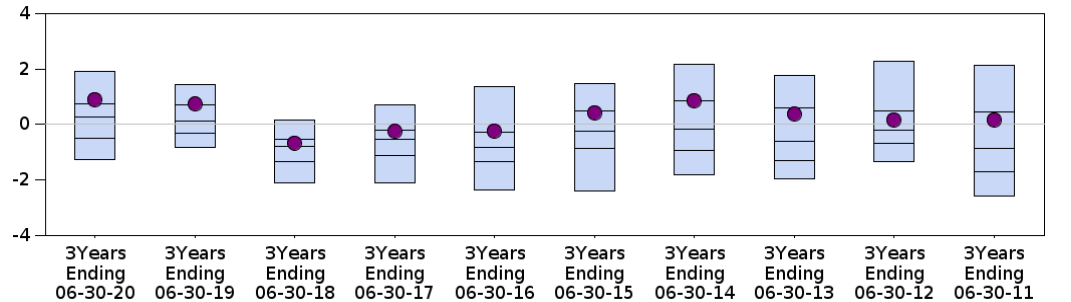 4
2
0
-2
-4
3Years
Ending
06-30-20
3Years
Ending
06-30-19
3Years
Ending
06-30-18
3Years
Ending
06-30-17
3Years
Ending
06-30-16
3Years
Ending
06-30-15
3Years
Ending
06-30-14
3Years
Ending
06-30-13
3Years
Ending
06-30-12
3Years
Ending
06-30-11